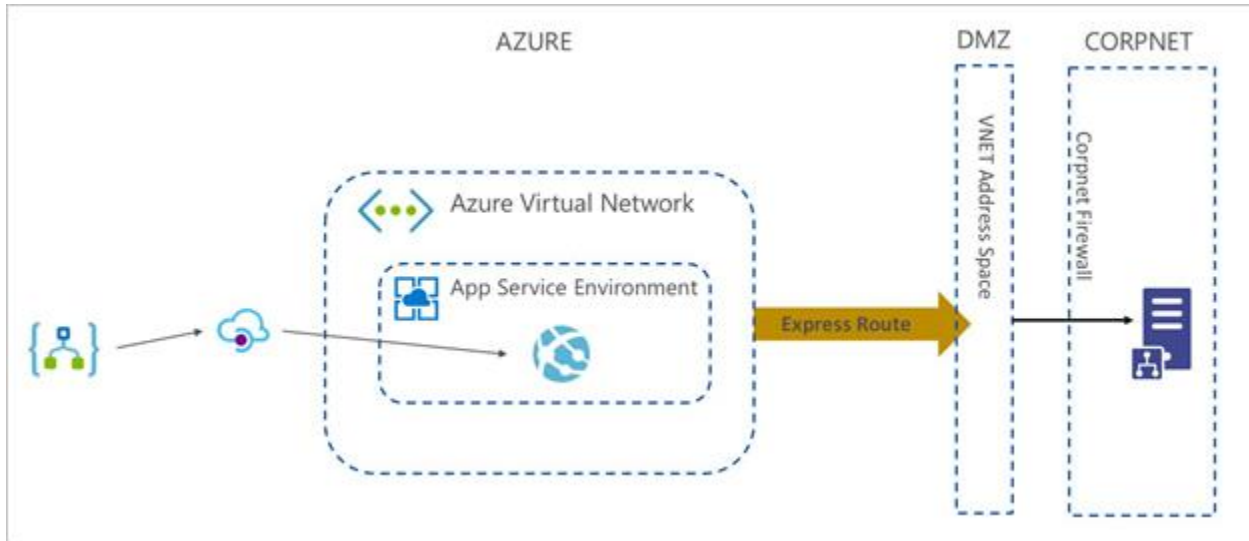 AZURE
DMZ
CORPNET
Azure Virtual Network
App Service Environment
Express Route
VNET Address Space
Corpnet Firewall